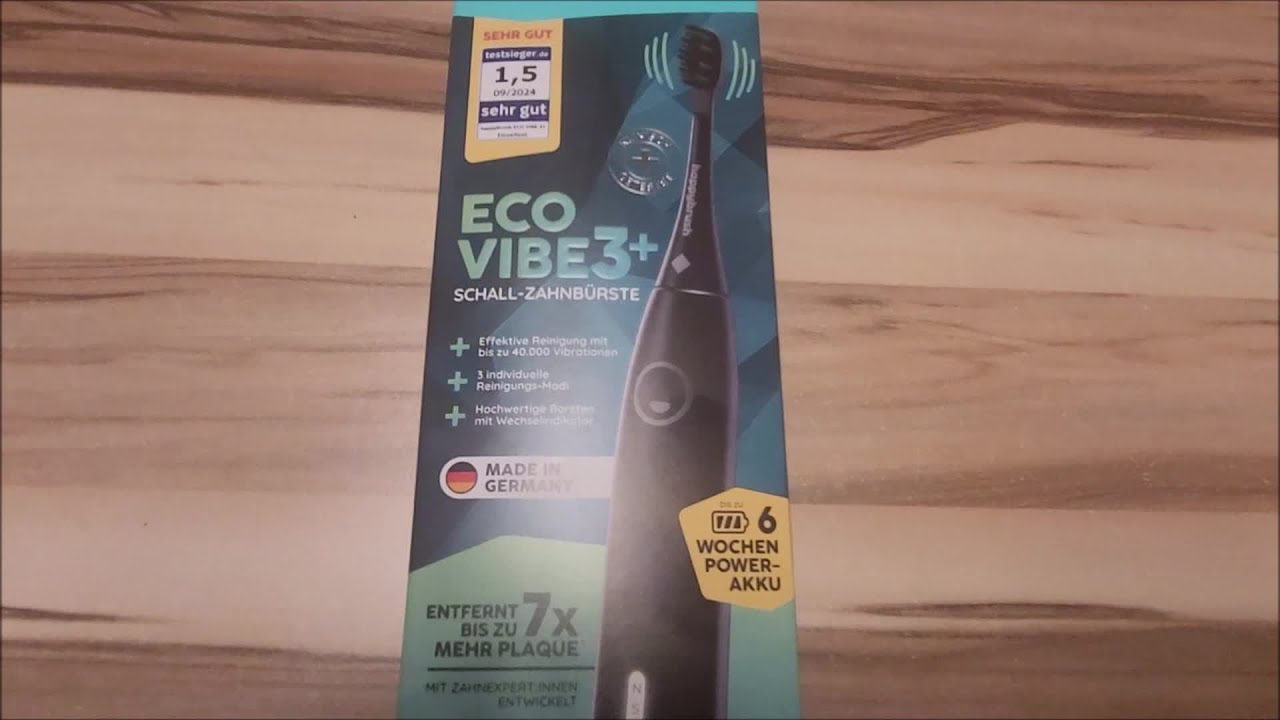 SEHR GUT
testsieger.de
1,5
09/2024
sehr gut
happybrush
ECO
VIBE3+
SCHALL-ZAHNBÜRSTE
+ Effektive Reinigung mit
bis zu 40.000 Vibrationen
+ 3 individuelle
Reinigungs-Modi
+ Hochwertige Borsten
mit Wechselindikator
MADE IN
GERMANY
BIS ZU
6
WOCHEN
POWER-
AKKU
ENTFERNT
BIS ZU 7x
MEHR PLAQUE*
MIT ZAHNEXPERT:INNEN
ENTWICKELT
N
S